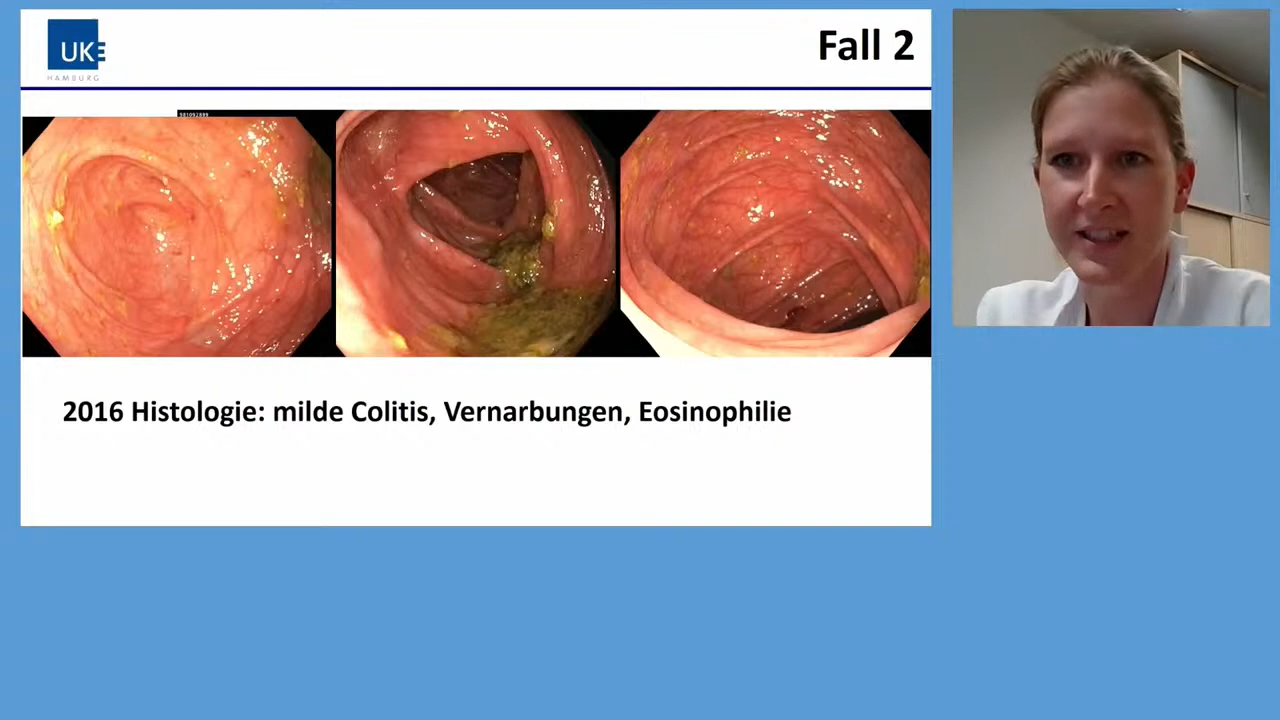 UKE
HAMBURG
Fall 2
2016 Histologie: milde Colitis, Vernarbungen, Eosinophilie